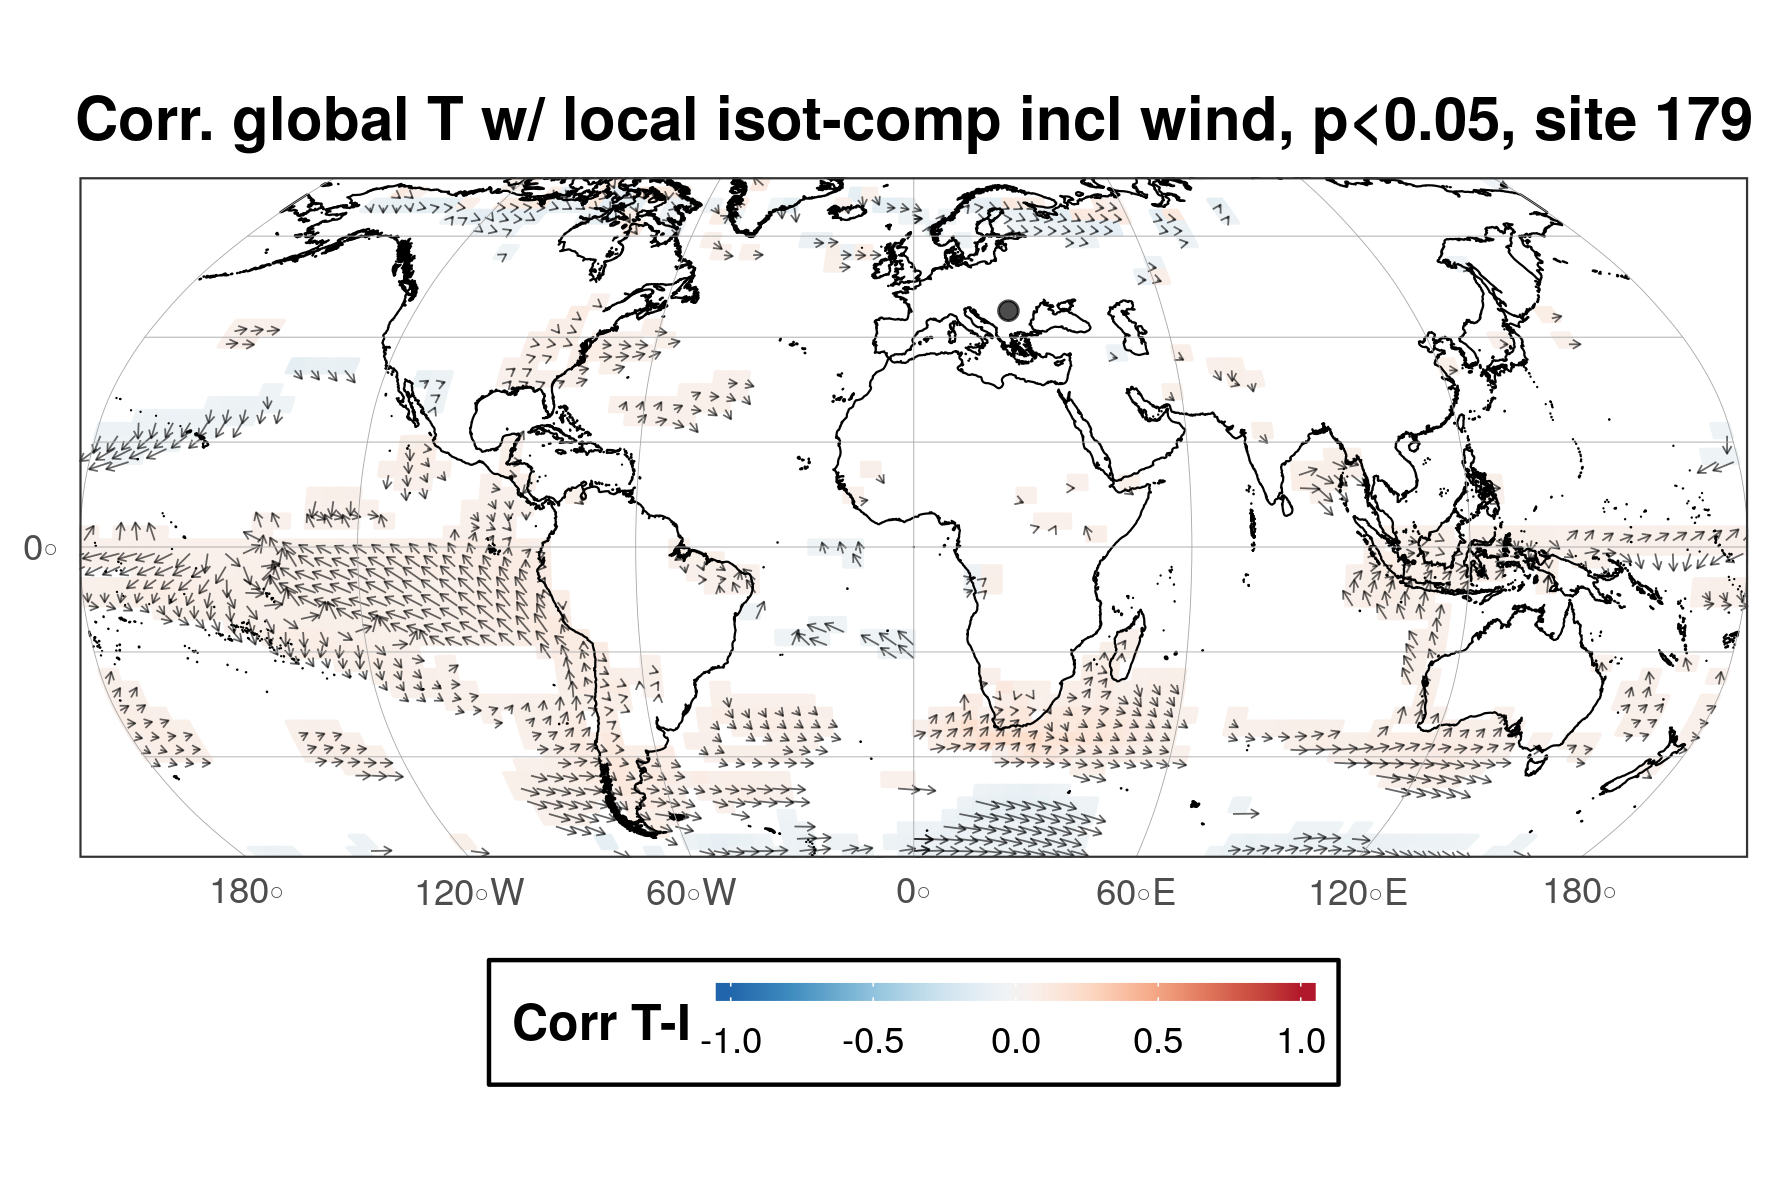 Corr. global T w/ local isot-comp incl wind, p<0.05, site 179
0○
180○ 120○W 60○W 0○ 60○E 120○E 180○
Corr T-I
-1.0 -0.5 0.0 0.5 1.0